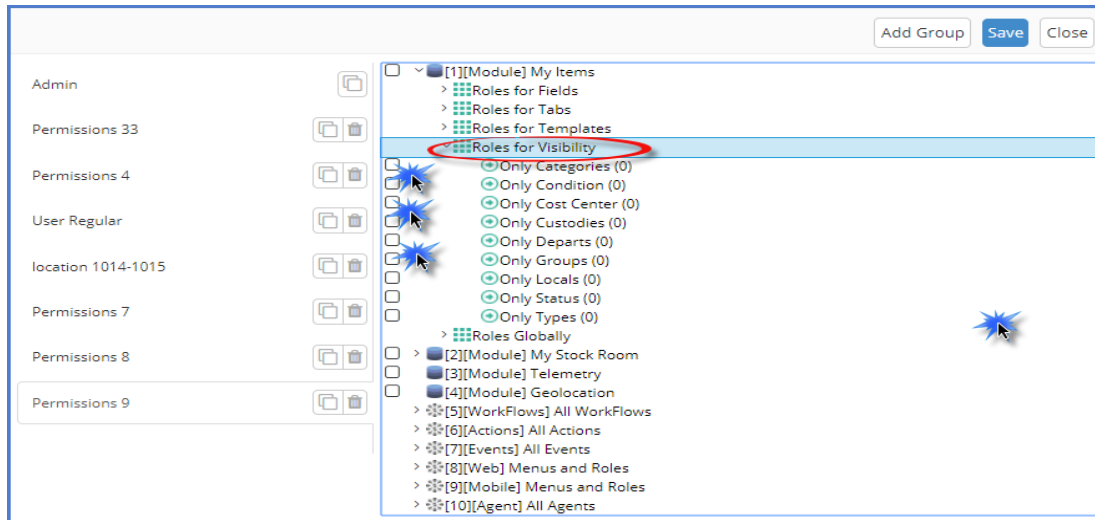 Add Group Save Close
Admin
Permissions 33
Permissions 4
User Regular
location 1014-1015
Permissions 7
Permissions 8
Permissions 9
[1][Module] My Items
Roles for Fields
Roles for Tabs
Roles for Templates
Roles for Visibility
Only Categories (0)
Only Condition (0)
Only Cost Center (0)
Only Custodies (0)
Only Departs (0)
Only Groups (0)
Only Locals (0)
Only Status (0)
Only Types (0)
Roles Globally
[2][Module] My Stock Room
[3][Module] Telemetry
[4][Module] Geolocation
[5][WorkFlows] All WorkFlows
[6][Actions] All Actions
[7][Events] All Events
[8][Web] Menus and Roles
[9][Mobile] Menus and Roles
[10][Agent] All Agents